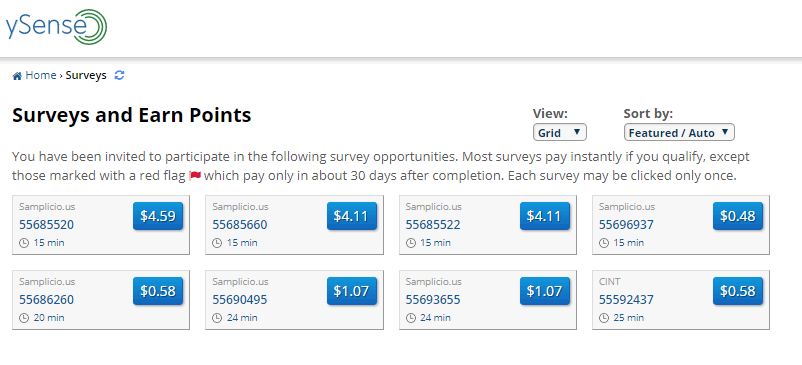 ySense
Home › Surveys
Surveys and Earn Points
View:
Grid ▼
Sort by:
Featured / Auto ▼
You have been invited to participate in the following survey opportunities. Most surveys pay instantly if you qualify, except
those marked with a red flag which pay only in about 30 days after completion. Each survey may be clicked only once.
Samplicio.us
55685520
15 min
$4.59
Samplicio.us
55685660
15 min
$4.11
Samplicio.us
55685522
15 min
$4.11
Samplicio.us
55696937
15 min
$0.48
Samplicio.us
55686260
20 min
$0.58
Samplicio.us
55690495
24 min
$1.07
Samplicio.us
55693655
24 min
$1.07
CINT
55592437
25 min
$0.58